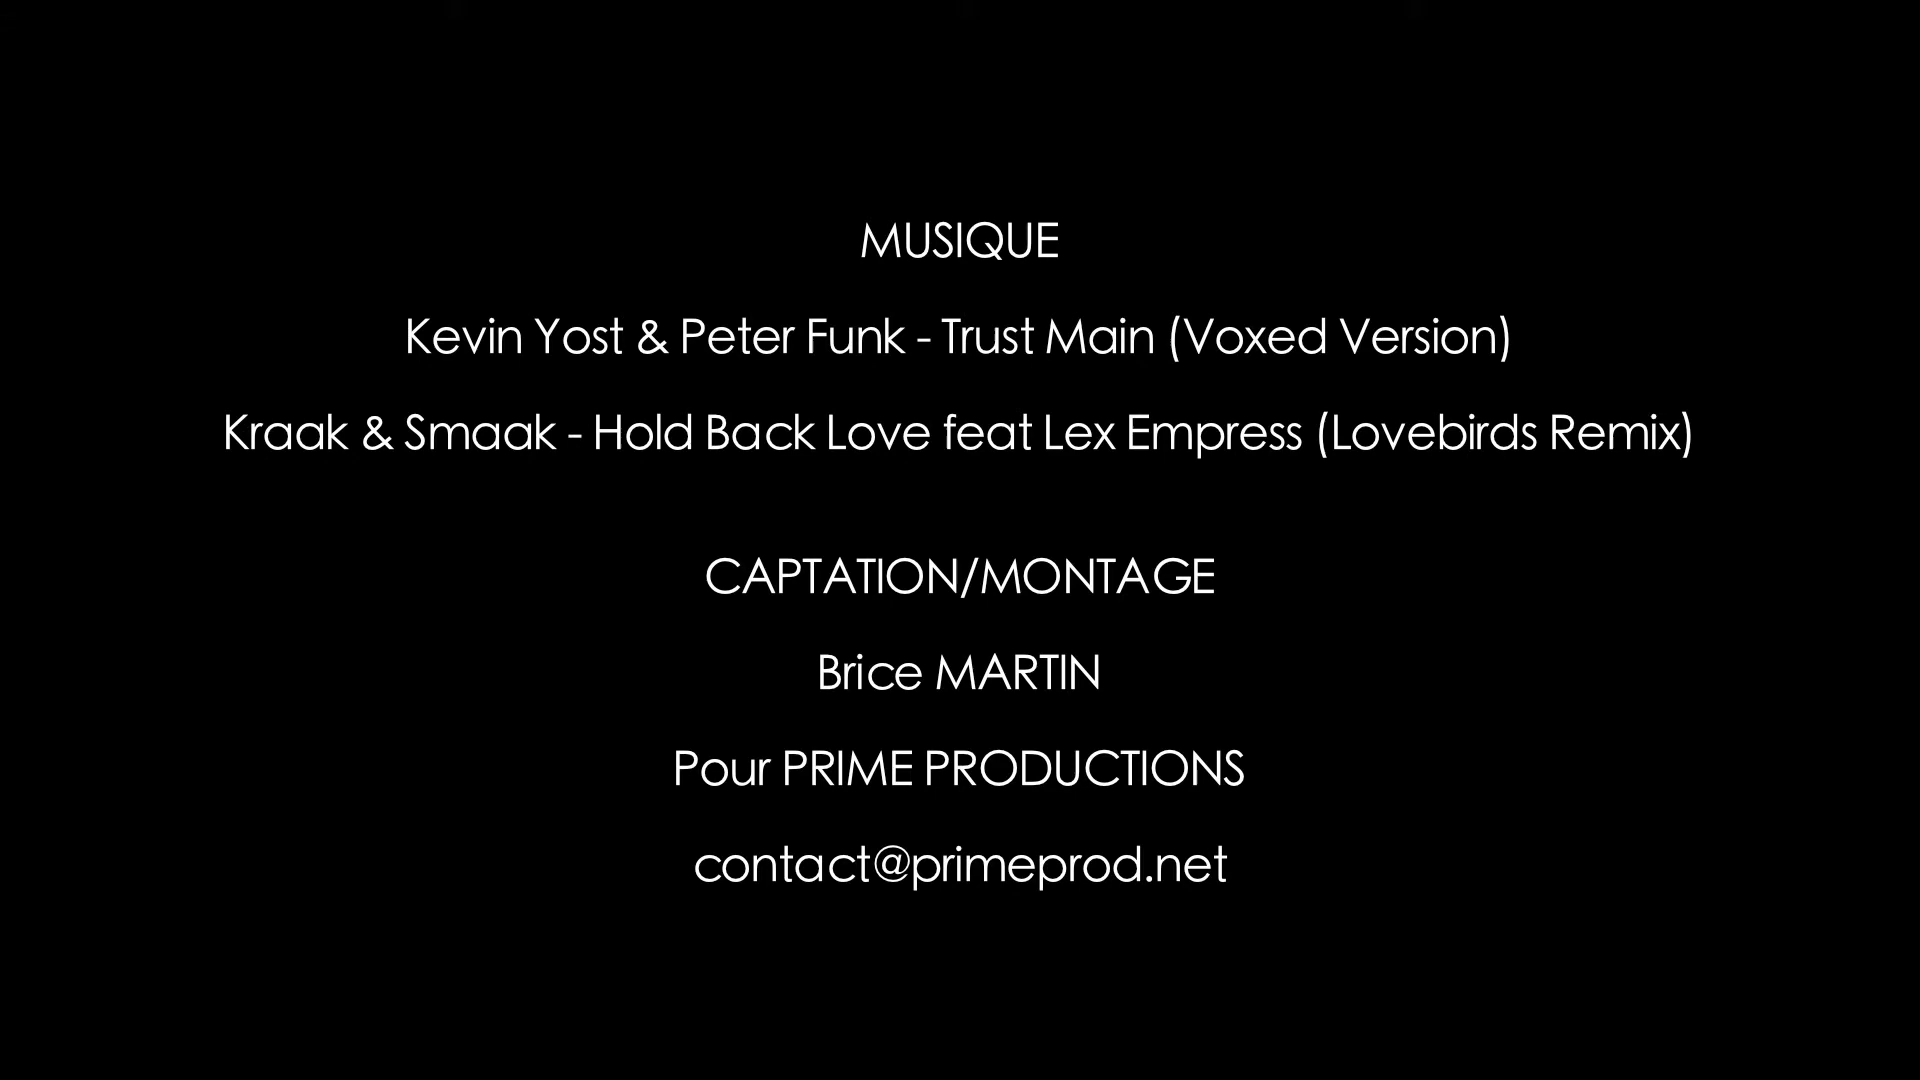 MUSIQUE
Kevin Yost & Peter Funk - Trust Main (Voxed Version)
Kraak & Smaak - Hold Back Love feat Lex Empress (Lovebirds Remix)
CAPTATION/MONTAGE
Brice MARTIN
Pour PRIME PRODUCTIONS
contact@primeprod.net